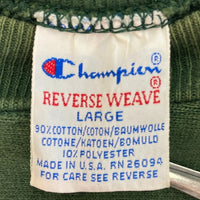 Champion
REVERSE WEAVE
LARGE
90% COTTON/COTON/BAUMWOLLE
COTONE/KATOEN/BOMULD
10% POLYESTER
MADE IN U.S.A. RN 26094
FOR CARE SEE REVERSE